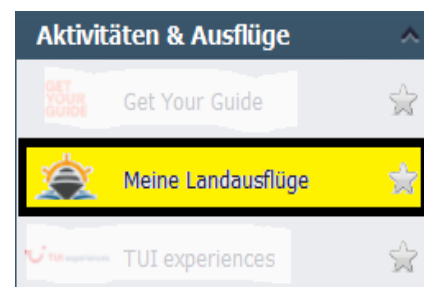 Aktivitäten & Ausflüge
GET YOUR GUIDE Get Your Guide
Meine Landausflüge
TUI experiences TUI experiences